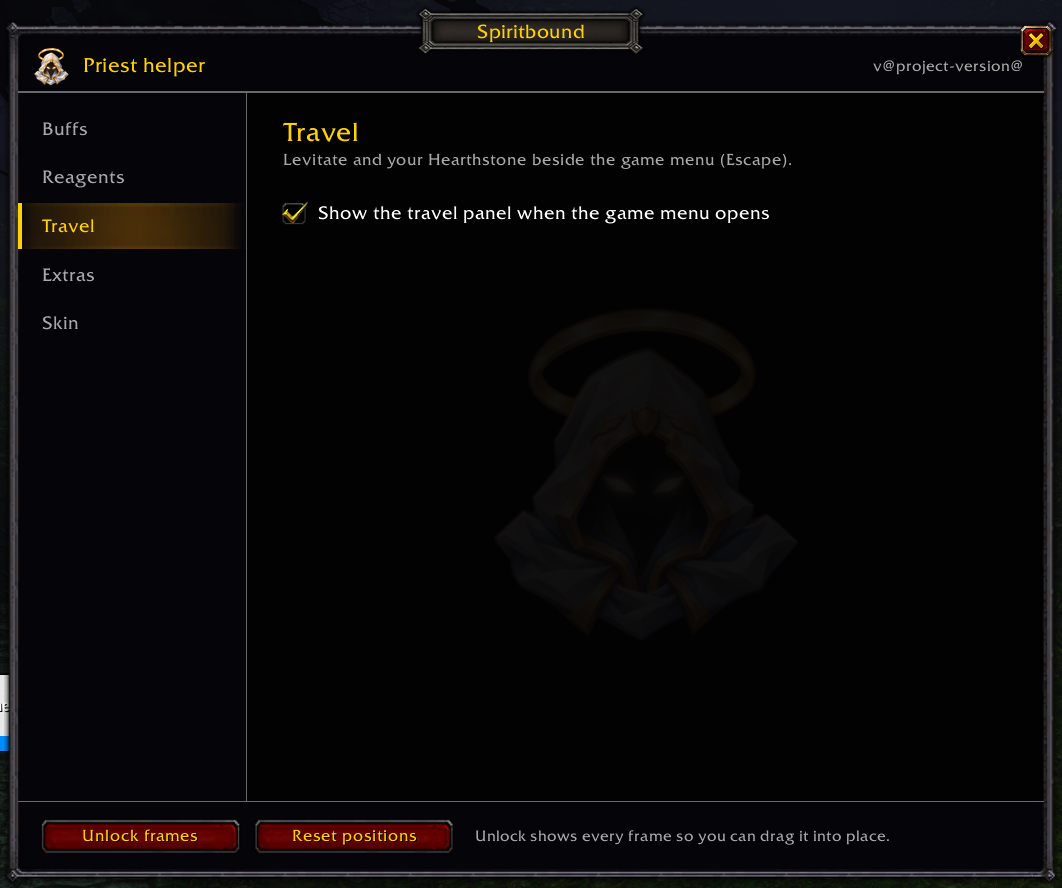 Spiritbound
Priest helper
v@project-version@
Buffs
Reagents
Travel
Extras
Skin
Travel
Levitate and your Hearthstone beside the game menu (Escape).
Show the travel panel when the game menu opens
Unlock frames
Reset positions
Unlock shows every frame so you can drag it into place.